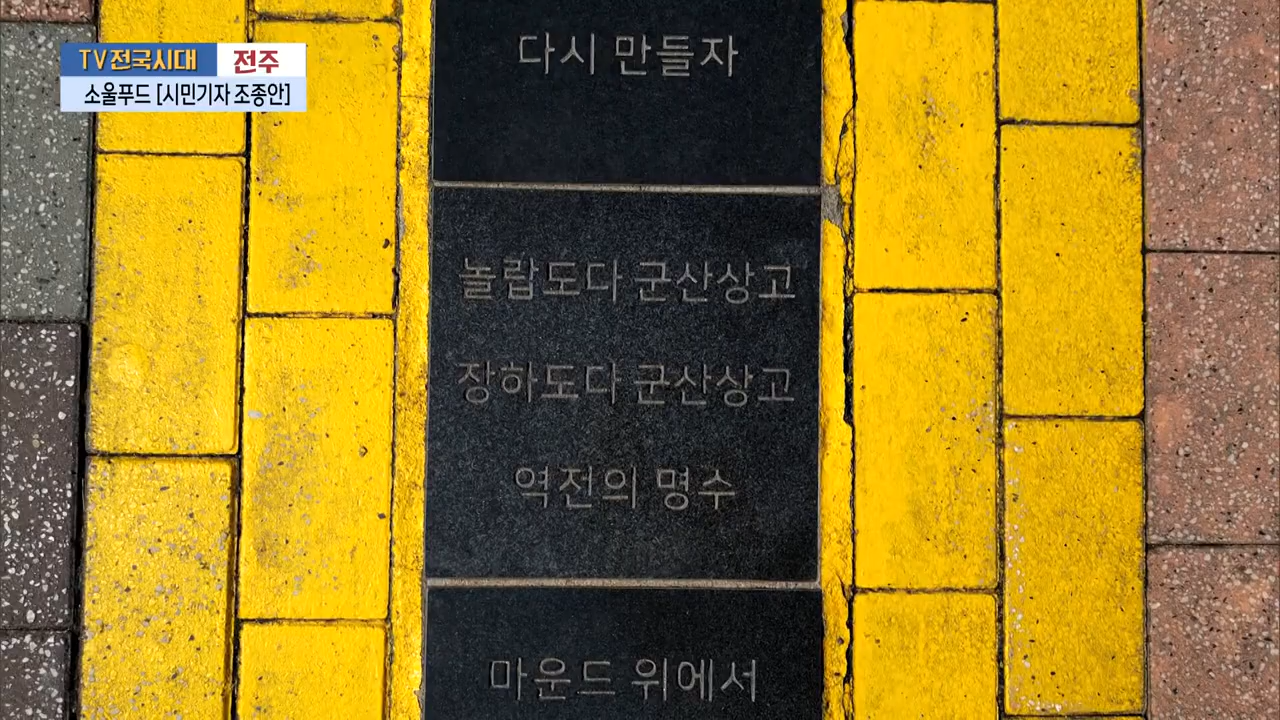 TV전국시대 전주
소울푸드 [시민기자 조종안]
다시 만들자
놀랍도다 군산상고
장하도다 군산상고
역전의 명수
마운드 위에서